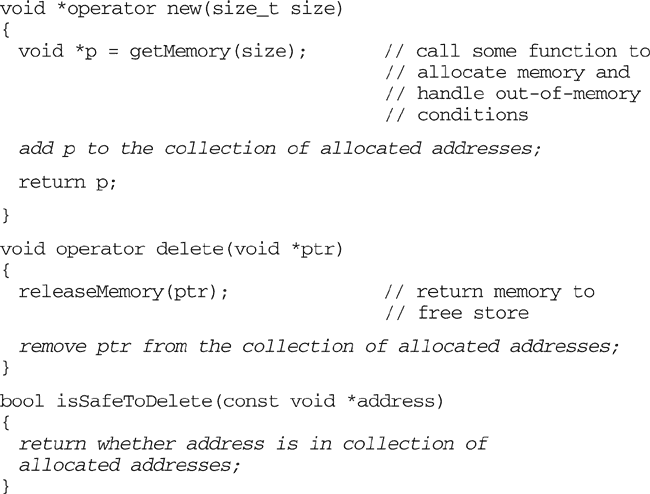 void *operator new(size_t size)
{
  void *p = getMemory(size);        // call some function to
                                    // allocate memory and
                                    // handle out-of-memory
                                    // conditions
  add p to the collection of allocated addresses;
  return p;
}
void operator delete(void *ptr)
{
  releaseMemory(ptr);               // return memory to
                                    // free store
  remove ptr from the collection of allocated addresses;
}
bool isSafeToDelete(const void *address)
{
  return whether address is in collection of
  allocated addresses;
}